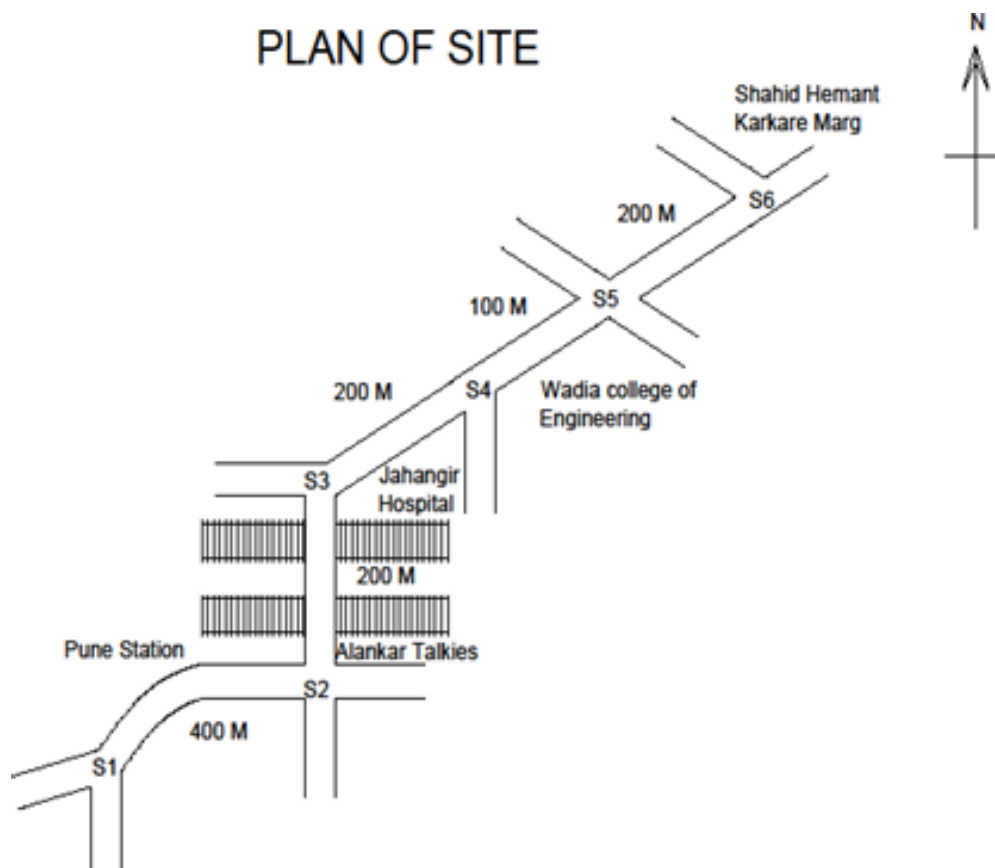 PLAN OF SITE
N
Shahid Hemant
Karkare Marg
S6
200 M
S5
100 M
S4
Wadia college of
Engineering
200 M
S3
Jahangir
Hospital
200 M
Pune Station
Alankar Talkies
S2
400 M
S1